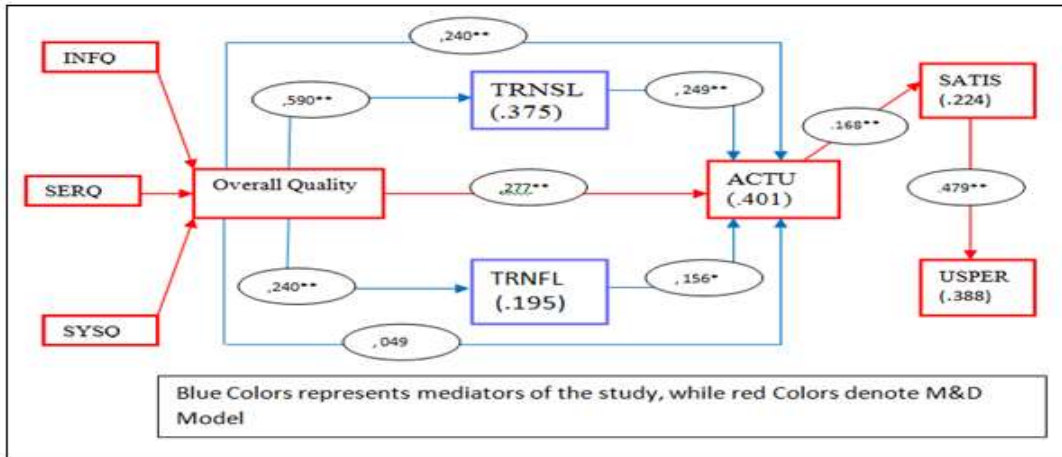 ,240**
INFQ
TRNSL
(.375)
SATIS
(.224)
,590**
,249**
.168**
SERQ
Overall Quality
,277**
ACTU
(.401)
.479**
TRNFL
(.195)
USPER
(.388)
,240**
,156*
SYSQ
,049
Blue Colors represents mediators of the study, while red Colors denote M&D
Model